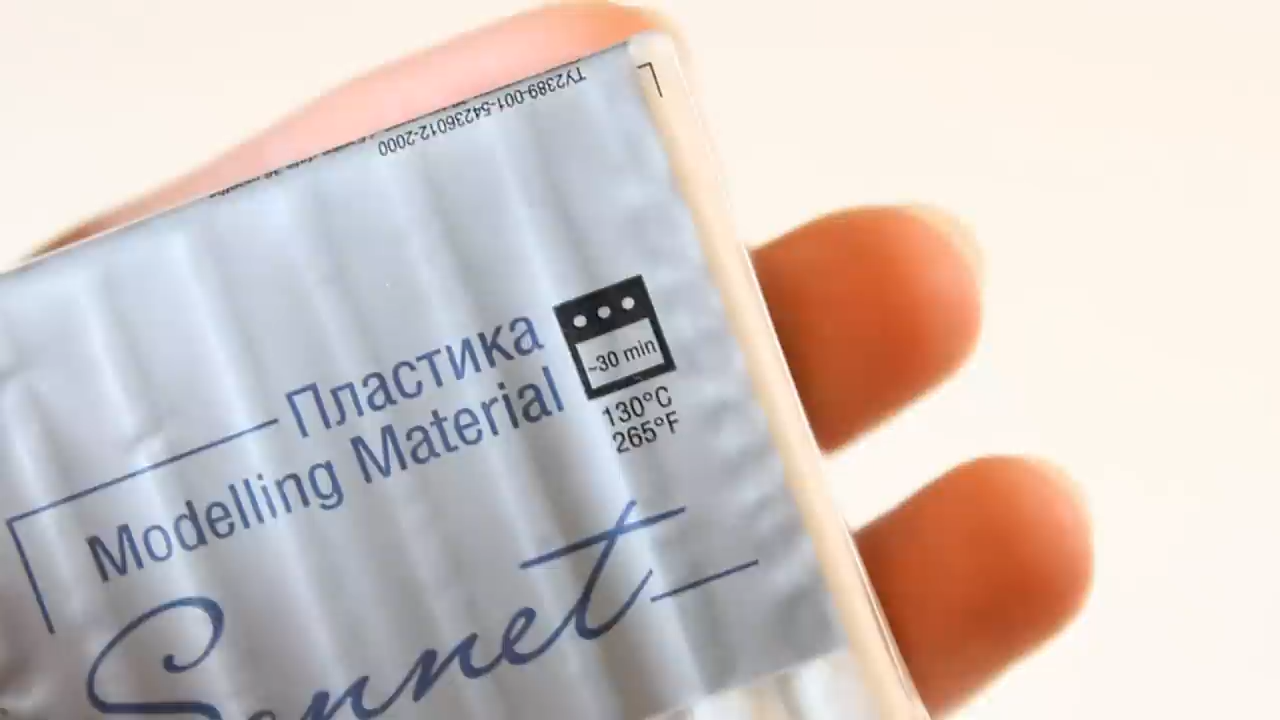 ТУ2389-001-54236012-2000
~30 min
130°C
265°F
Пластика
Modelling Material
Sonnet